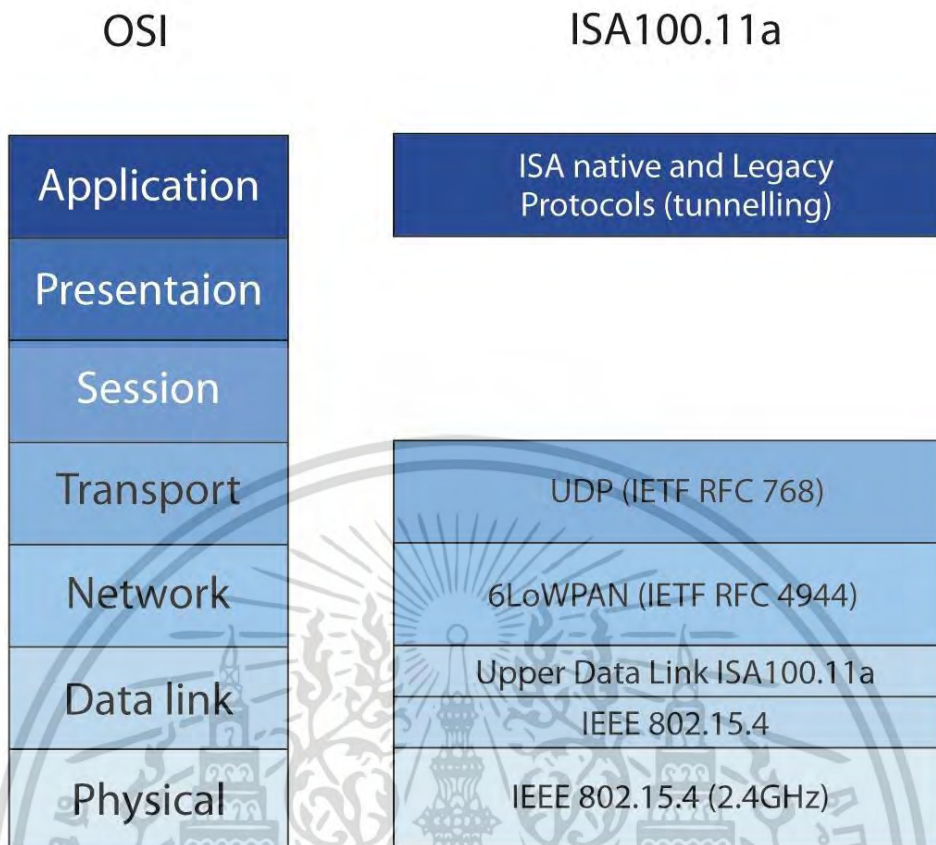 OSI
ISA100.11a
Application
ISA native and Legacy
Protocols (tunnelling)
Presentaion
Session
Transport
UDP (IETF RFC 768)
Network
6LoWPAN (IETF RFC 4944)
Data link
Upper Data Link ISA100.11a
IEEE 802.15.4
Physical
IEEE 802.15.4 (2.4GHz)